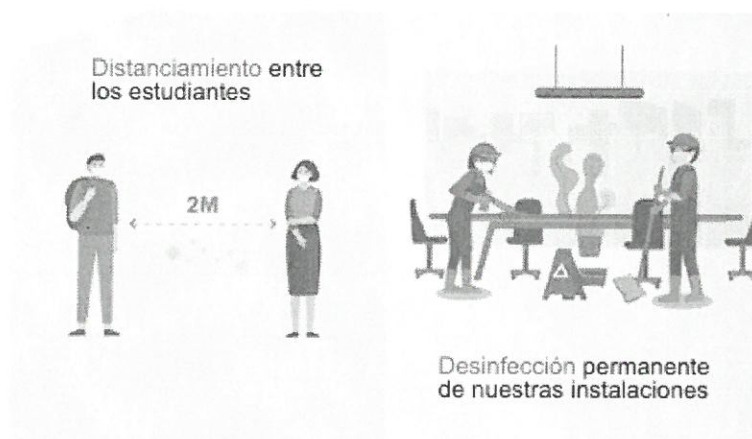 Distanciamiento entre
los estudiantes
2M
Desinfección permanente
de nuestras instalaciones